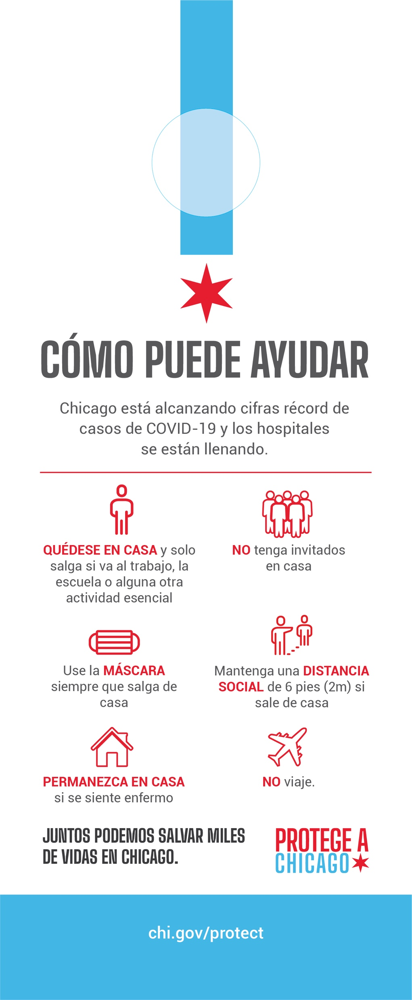 CÓMO PUEDE AYUDAR
Chicago está alcanzando cifras récord de
casos de COVID-19 y los hospitales
se están llenando.
QUÉDESE EN CASA y solo
salga si va al trabajo, la
escuela o alguna otra
actividad esencial
NO tenga invitados
en casa
Use la MÁSCARA
siempre que salga de
casa
Mantenga una DISTANCIA
SOCIAL de 6 pies (2m) si
sale de casa
PERMANEZCA EN CASA
si se siente enfermo
NO viaje.
JUNTOS PODEMOS SALVAR MILES
DE VIDAS EN CHICAGO.
PROTEGE A
CHICAGO
chi.gov/protect